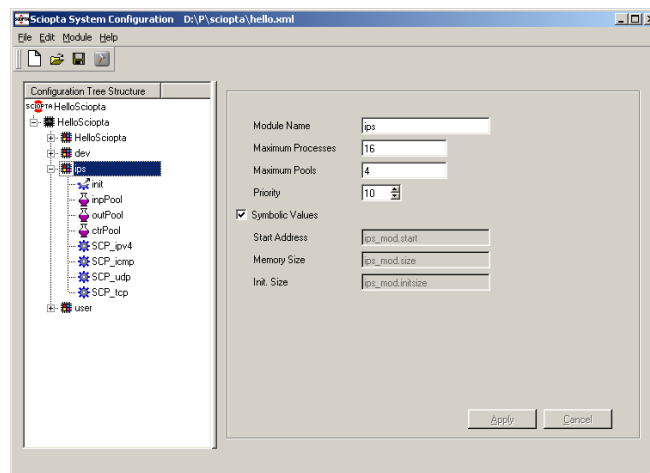 Sciopta System Configuration D:\P\sciopta\hello.xml
File Edit Module Help
Configuration Tree Structure
SCIOPTA HelloSciopta
HelloSciopta
HelloSciopta
dev
ips
init
inpPool
outPool
ctrPool
SCP_ipv4
SCP_icmp
SCP_udp
SCP_tcp
user
Module Name ips
Maximum Processes 16
Maximum Pools 4
Priority 10
Symbolic Values
Start Address ips_mod.start
Memory Size ips_mod.size
Init. Size ips_mod.initsize
Apply Cancel